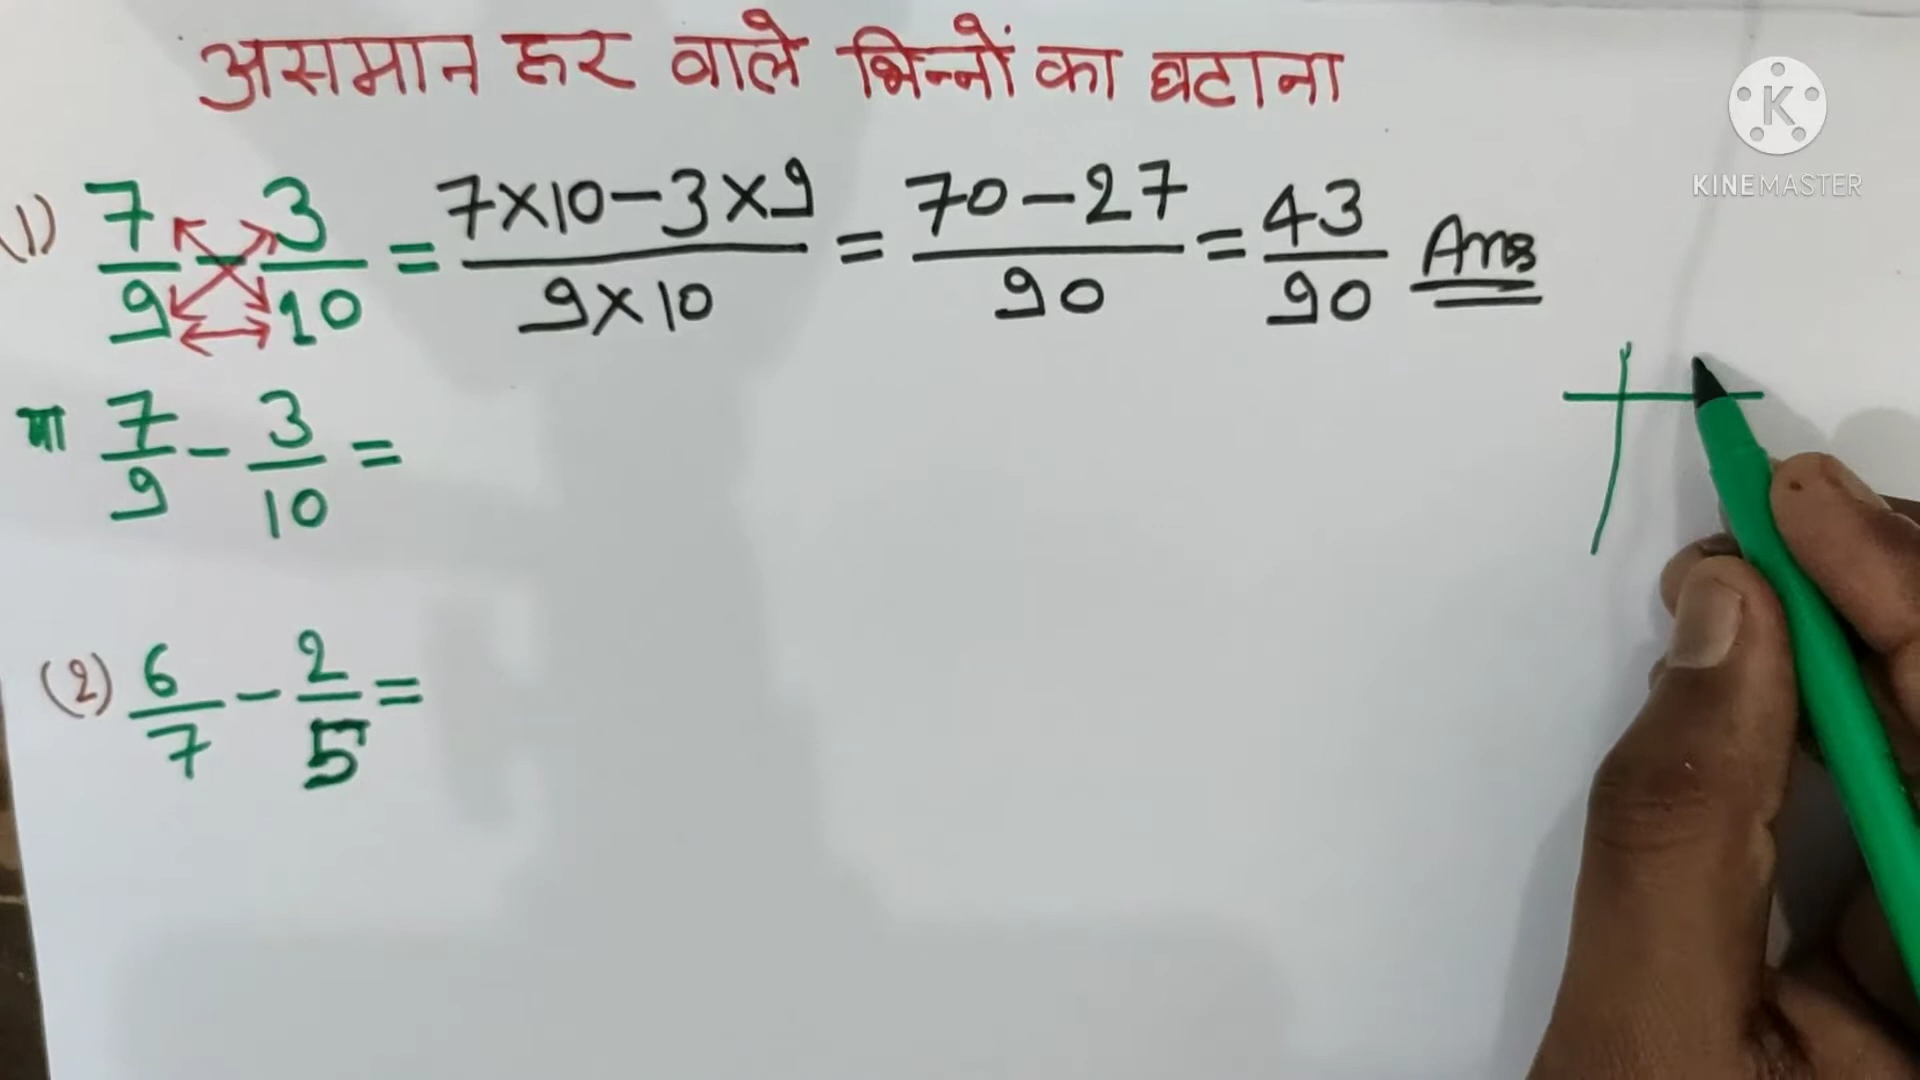 असमान हर वाले भिन्नों का घटाना
(1) 7/9 - 3/10 = 7×10-3×9/9×10 = 70-27/90 = 43/90 Ans
या 7/9 - 3/10 =
(2) 6/7 - 2/5 =
K
KINEMASTER